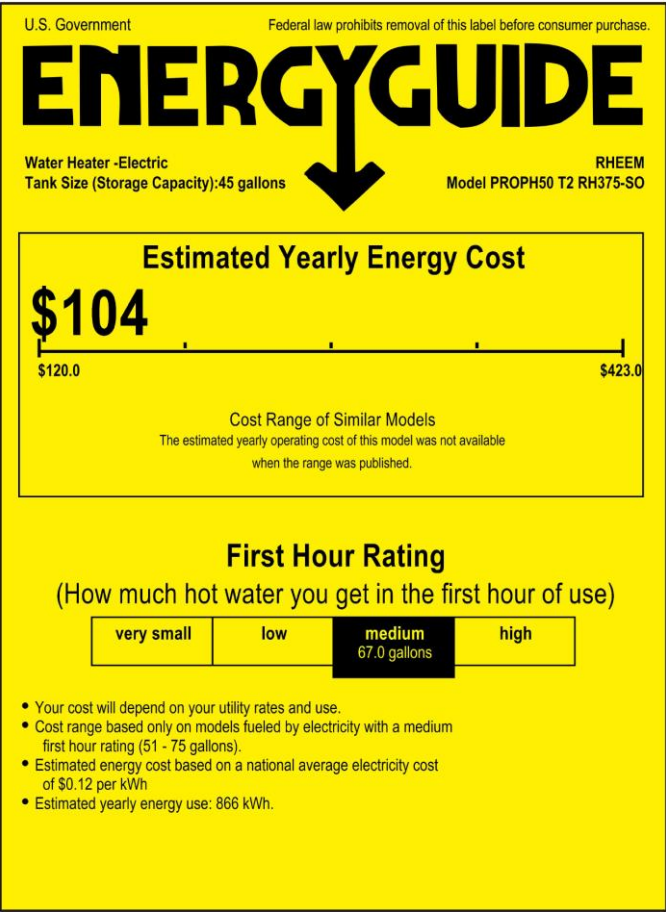 U.S. Government
Federal law prohibits removal of this label before consumer purchase.
ENERGYGUIDE
Water Heater -Electric
Tank Size (Storage Capacity):45 gallons
RHEEM
Model PROPH50 T2 RH375-SO
Estimated Yearly Energy Cost
$104
$120.0
$423.0
Cost Range of Similar Models
The estimated yearly operating cost of this model was not available
when the range was published.
First Hour Rating
(How much hot water you get in the first hour of use)
very small
low
medium
67.0 gallons
high
• Your cost will depend on your utility rates and use.
• Cost range based only on models fueled by electricity with a medium
first hour rating (51 - 75 gallons).
• Estimated energy cost based on a national average electricity cost
of $0.12 per kWh
• Estimated yearly energy use: 866 kWh.